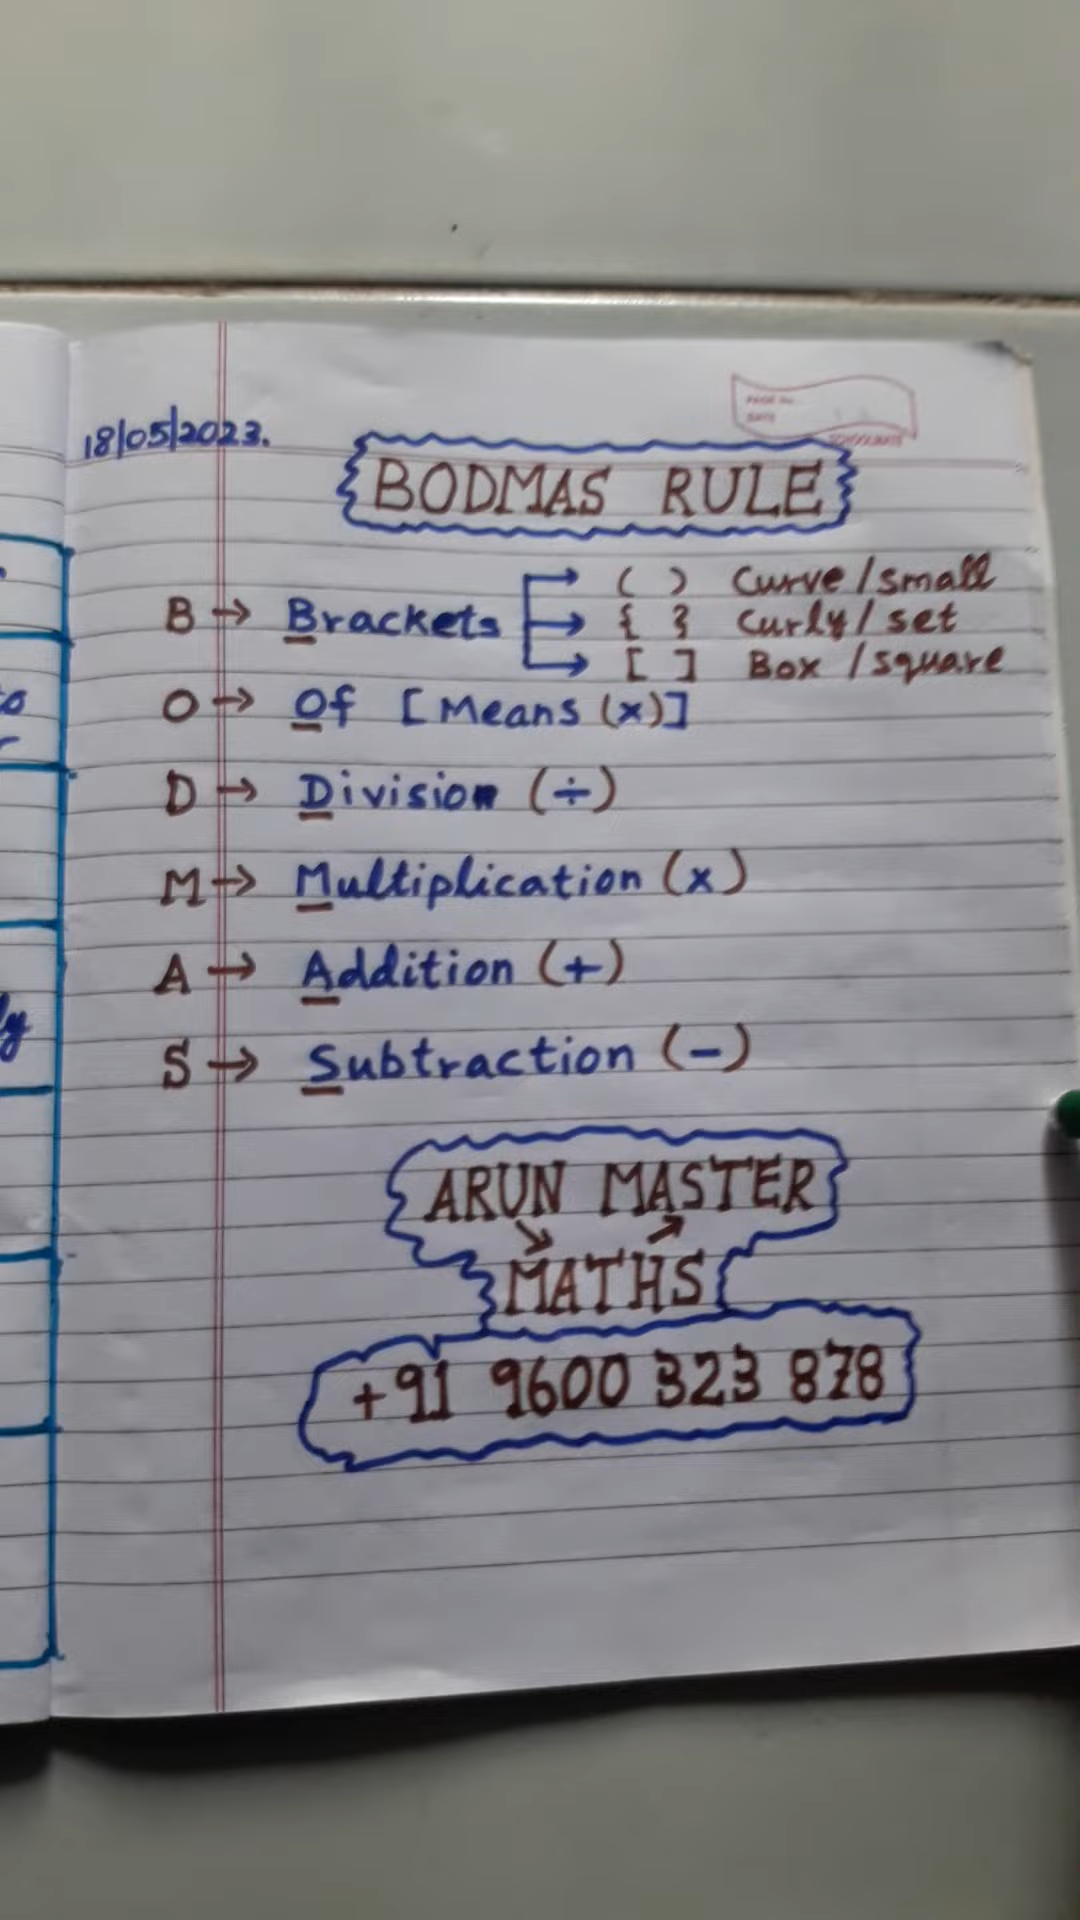 18/05/2023.
BODMAS RULE
B → Brackets → ( ) Curve/small
→ { } Curly/set
→ [ ] Box/square
O → Of [Means (x)]
D → Division (÷)
M → Multiplication (x)
A → Addition (+)
S → Subtraction (-)
ARUN MASTER
MATHS
+91 9600 323 878